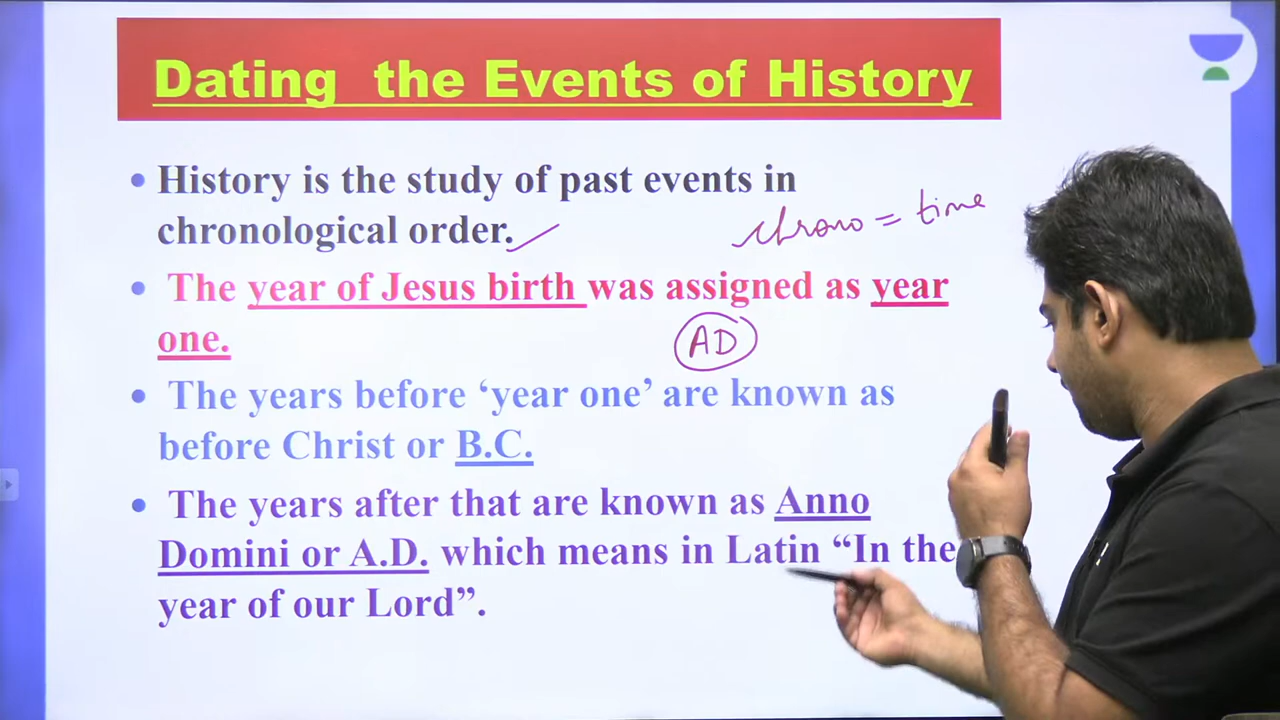 Dating the Events of History
• History is the study of past events in
chronological order.
chrono = time
• The year of Jesus birth was assigned as year
one.
AD
• The years before ‘year one’ are known as
before Christ or B.C.
• The years after that are known as Anno
Domini or A.D. which means in Latin “In the
year of our Lord”.